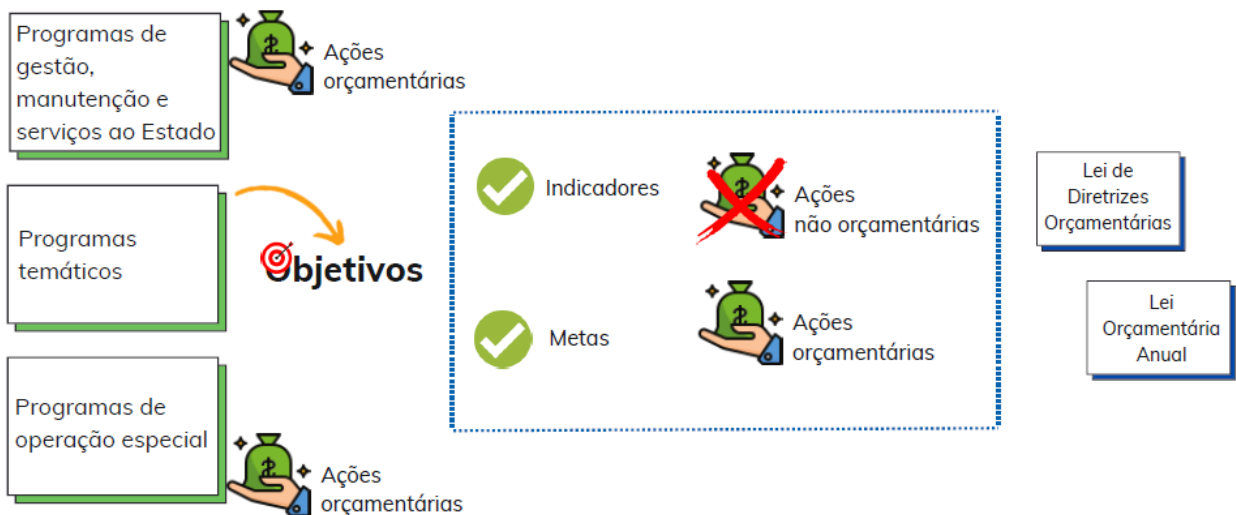 Programas de
gestão,
manutenção e
serviços ao Estado
Ações
orçamentárias
Programas
temáticos
Objetivos
Programas de
operação especial
Ações
orçamentárias
Indicadores
Ações
não orçamentárias
Metas
Ações
orçamentárias
Lei de
Diretrizes
Orçamentárias
Lei
Orçamentária
Anual